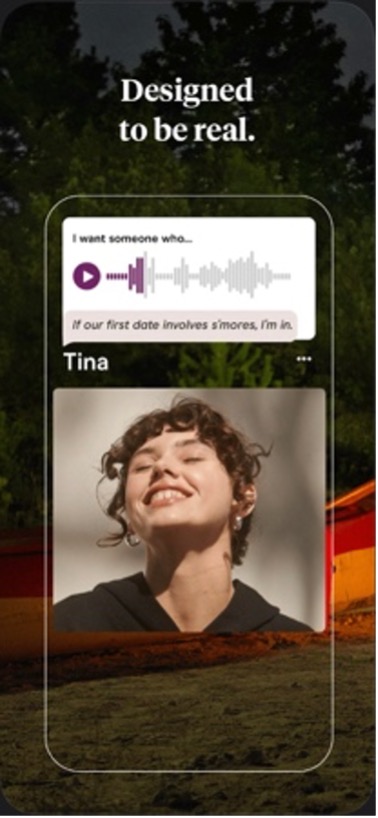 Designed
to be real.
I want someone who...
If our first date involves s'mores, I'm in.
Tina